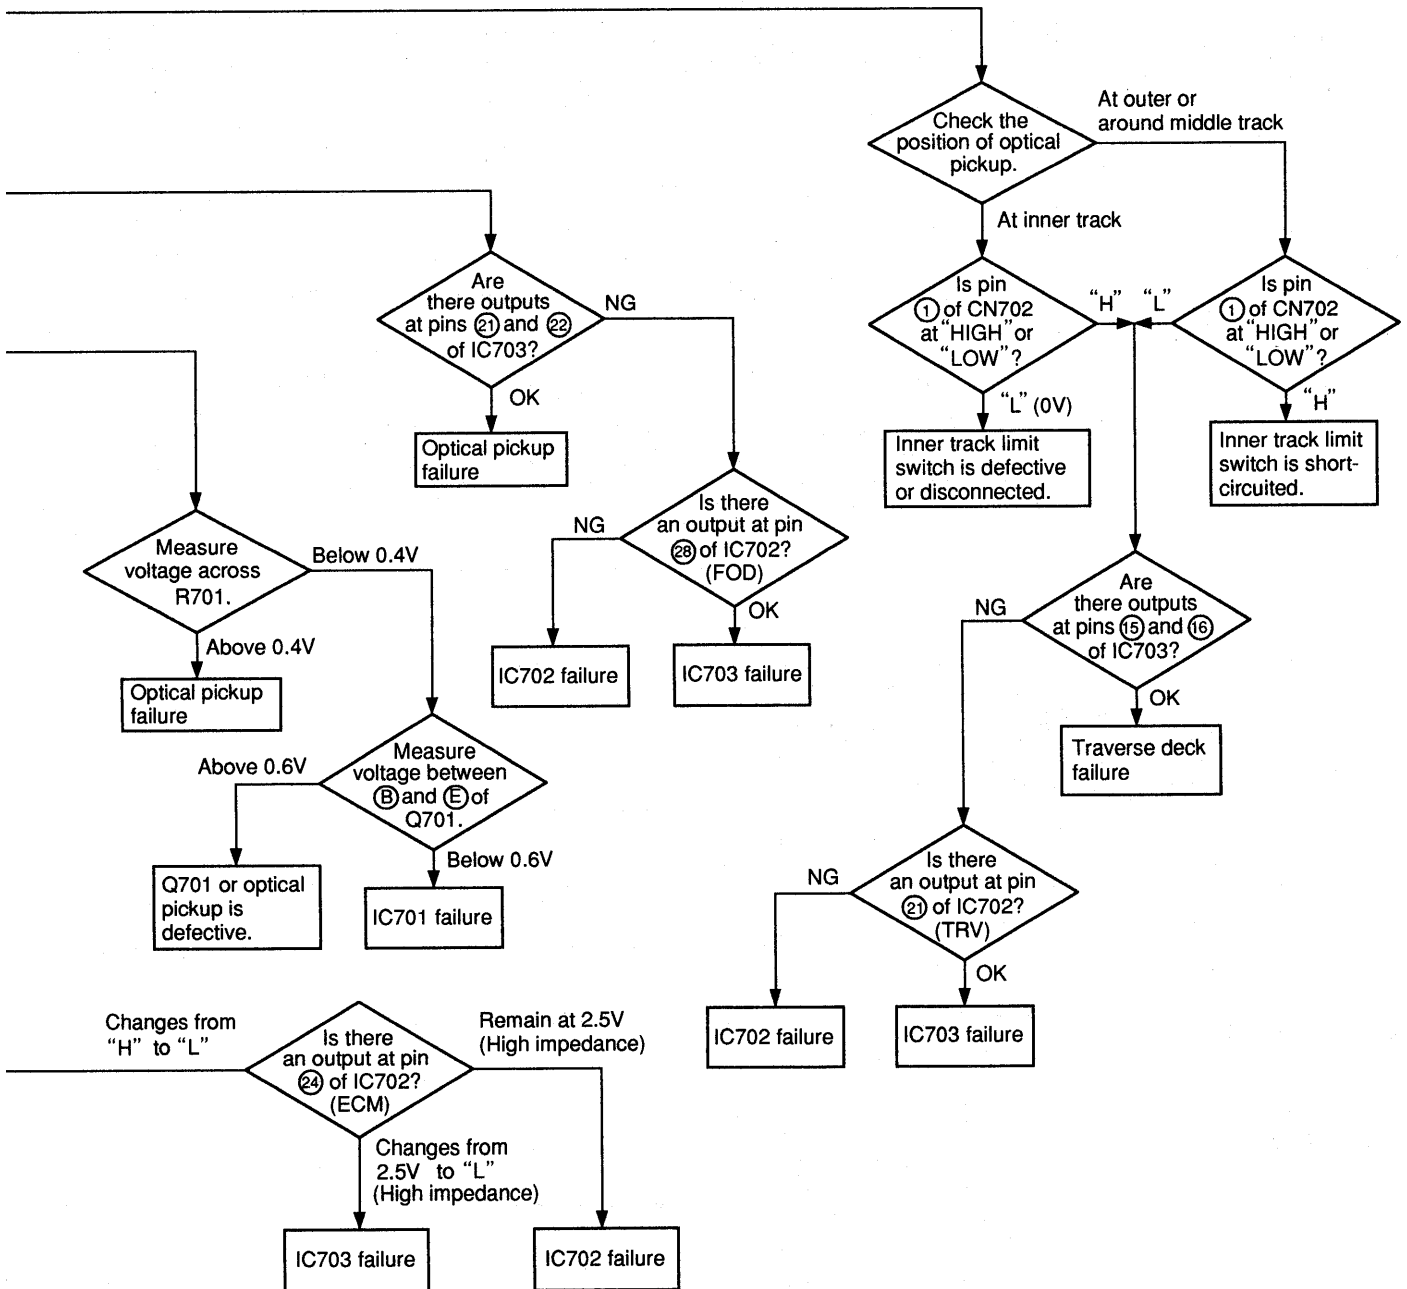 Check the
position of optical
pickup.
At outer or
around middle track
At inner track
Are
there outputs
at pins 21 and 22
of IC703?
NG
OK
Optical pickup
failure
Is pin
1 of CN702
at “HIGH” or
“LOW” ?
“H”
“L”
Is pin
1 of CN702
at “HIGH” or
“LOW” ?
“L” (0V)
“H”
Inner track limit
switch is defective
or disconnected.
Inner track limit
switch is short-
circuited.
Is there
an output at pin
28 of IC702?
(FOD)
NG
OK
IC702 failure
IC703 failure
Measure
voltage across
R701.
Below 0.4V
Above 0.4V
Optical pickup
failure
Are
there outputs
at pins 15 and 16
of IC703?
NG
OK
Traverse deck
failure
Measure
voltage between
B and E of
Q701.
Above 0.6V
Below 0.6V
Q701 or optical
pickup is
defective.
IC701 failure
Is there
an output at pin
21 of IC702?
(TRV)
NG
OK
IC702 failure
IC703 failure
Changes from
“H” to “L”
Is there
an output at pin
24 of IC702?
(ECM)
Remain at 2.5V
(High impedance)
Changes from
2.5V to “L”
(High impedance)
IC703 failure
IC702 failure